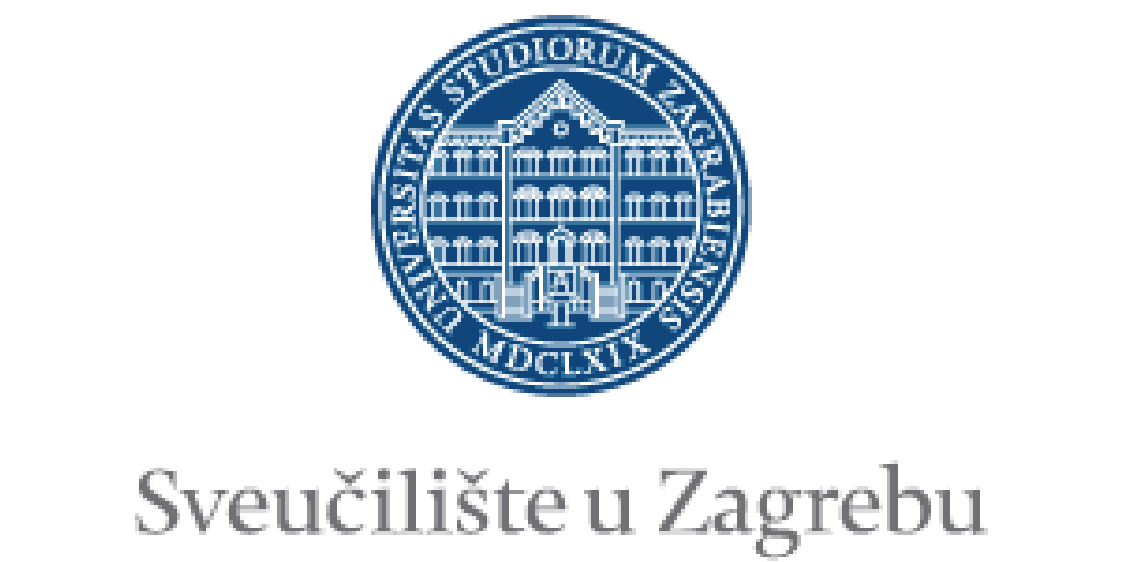 UNIVERSITAS STUDIORUM ZAGRABIENSIS
MDCLXIX
Sveučilište u Zagrebu